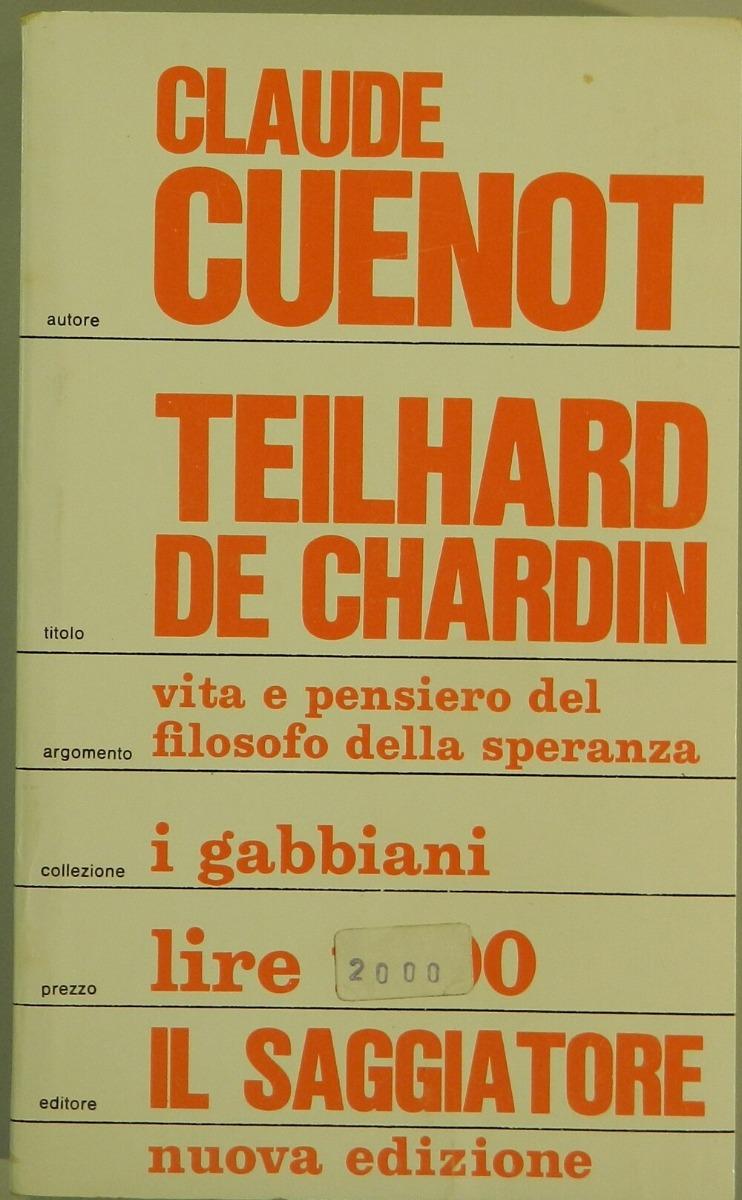 CLAUDE
autore CUENOT
TEILHARD
titolo DE CHARDIN
vita e pensiero del
argomento filosofo della speranza
collezione i gabbiani
prezzo lire 2000
editore IL SAGGIATORE
nuova edizione